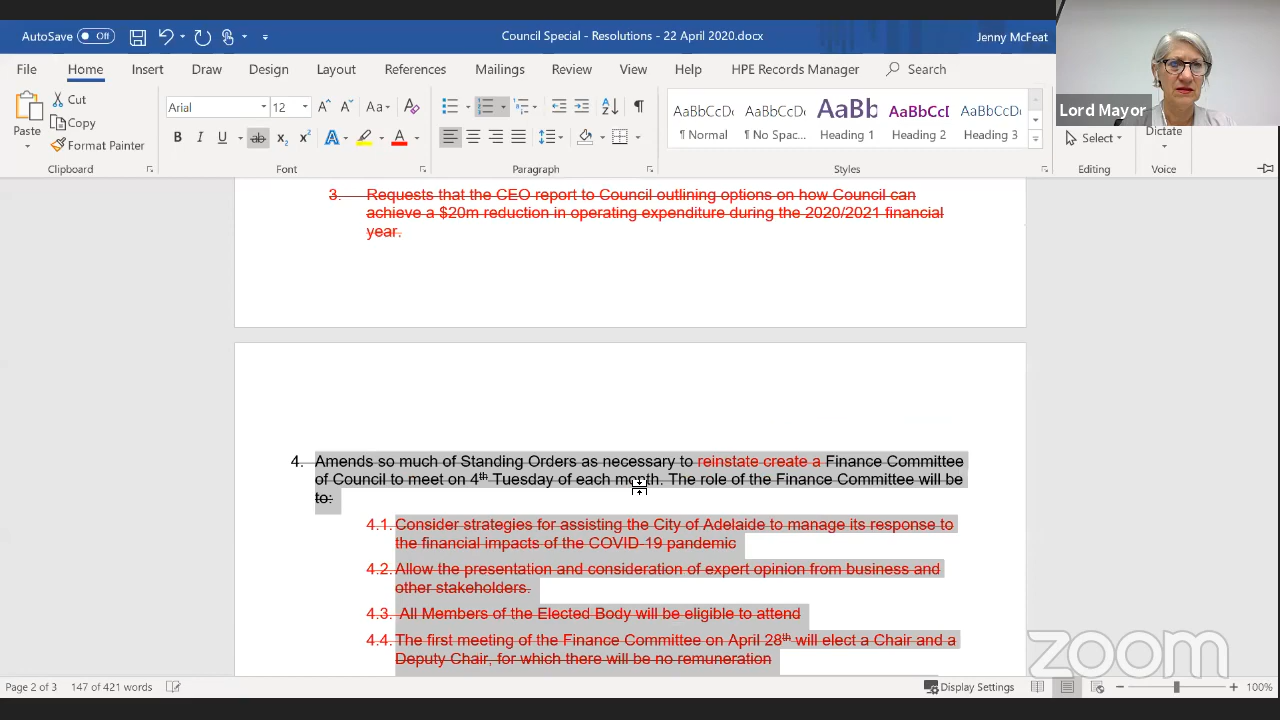 AutoSave Off
Council Special - Resolutions - 22 April 2020.docx
Jenny McFeat
File Home Insert Draw Design Layout References Mailings Review View Help HPE Records Manager Search
Lord Mayor
Paste
Cut
Copy
Format Painter
Clipboard
Arial 12
Aa
B I U ab x₂ x² A A
Font
Paragraph
AaBbCcDc AaBbCcDc AaBbC AaBbCcD AaBbCcDc
¶ Normal ¶ No Spac... Heading 1 Heading 2 Heading 3
Styles
Select
Editing
Dictate
Voice
3. Requests that the CEO report to Council outlining options on how Council can
achieve a $20m reduction in operating expenditure during the 2020/2021 financial
year.
4. Amends so much of Standing Orders as necessary to reinstate create a Finance Committee
of Council to meet on 4th Tuesday of each month. The role of the Finance Committee will be
to:
4.1. Consider strategies for assisting the City of Adelaide to manage its response to
the financial impacts of the COVID-19 pandemic
4.2. Allow the presentation and consideration of expert opinion from business and
other stakeholders.
4.3. All Members of the Elected Body will be eligible to attend
4.4. The first meeting of the Finance Committee on April 28th will elect a Chair and a
Deputy Chair, for which there will be no remuneration
zoom
Page 2 of 3 147 of 421 words
Display Settings
100%